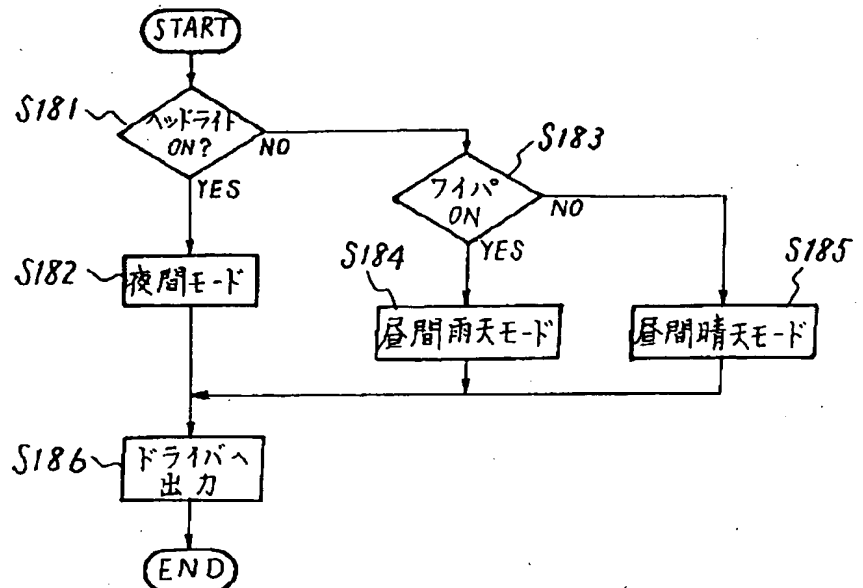 START
S181
ヘッドライト
ON?
NO
YES
S183
ワイパ
ON
NO
YES
S182
夜間モード
S184
昼間雨天モード
S185
昼間晴天モード
S186
ドライバへ
出力
END